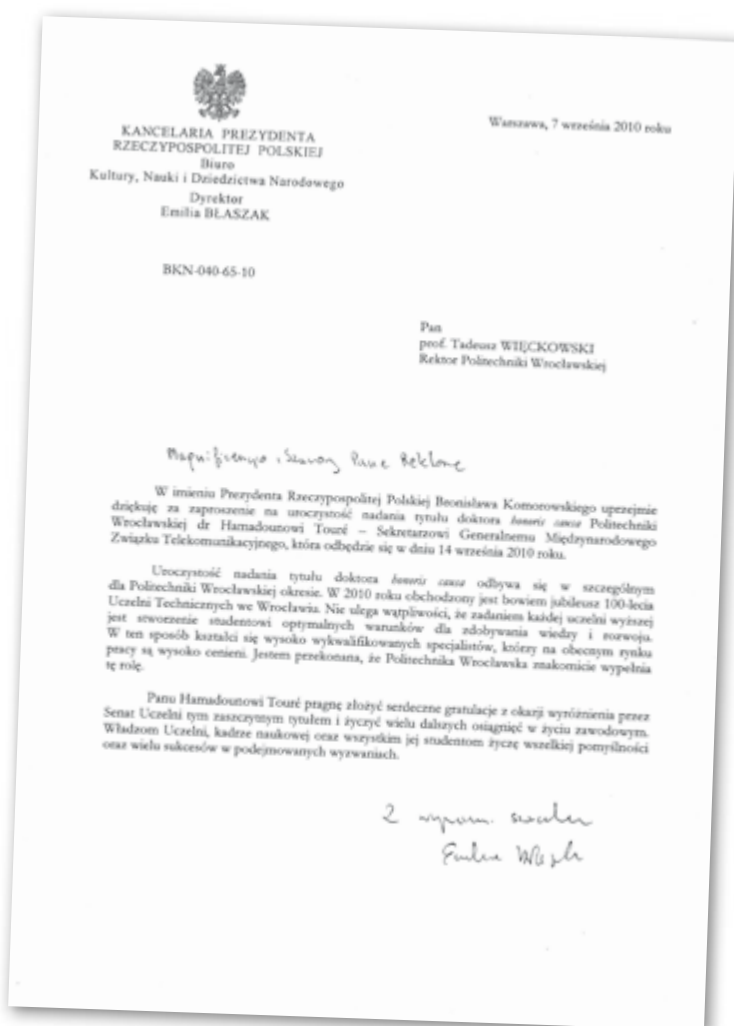 Warszawa, 7 września 2010 roku
KANCELARIA PREZYDENTA
RZECZYPOSPOLITEJ POLSKIEJ
Biuro
Kultury, Nauki i Dziedzictwa Narodowego
Dyrektor
Emilia BŁASZAK
BKN-040-65-10
Pan
prof. Tadeusz WIĘCKOWSKI
Rektor Politechniki Wrocławskiej
Magnificencjo, Szanowny Panie Rektorze
W imieniu Prezydenta Rzeczypospolitej Polskiej Bronisława Komorowskiego uprzejmie
dziękuję za zaproszenie na uroczystość nadania tytułu doktora honoris causa Politechniki
Wrocławskiej dr Hamadounowi Touré – Sekretarzowi Generalnemu Międzynarodowego
Związku Telekomunikacyjnego, która odbędzie się w dniu 14 września 2010 roku.
Uroczystość nadania tytułu doktora honoris causa odbywa się w szczególnym
dla Politechniki Wrocławskiej okresie. W 2010 roku obchodzony jest bowiem jubileusz 100-lecia
Uczelni Technicznych we Wrocławiu. Nie ulega wątpliwości, że zadaniem każdej uczelni wyższej
jest stworzenie studentowi optymalnych warunków dla zdobywania wiedzy i rozwoju.
W ten sposób kształci się wysoko wykwalifikowanych specjalistów, którzy na obecnym rynku
pracy są wysoko cenieni. Jestem przekonana, że Politechnika Wrocławska znakomicie wypełnia
tę rolę.
Panu Hamadounowi Touré pragnę złożyć serdeczne gratulacje z okazji wyróżnienia przez
Senat Uczelni tym zaszczytnym tytułem i życzyć wielu dalszych osiągnięć w życiu zawodowym.
Władzom Uczelni, kadrze naukowej oraz wszystkim jej studentom życzę wszelkiej pomyślności
oraz wielu sukcesów w podejmowanych wyzwaniach.
Z